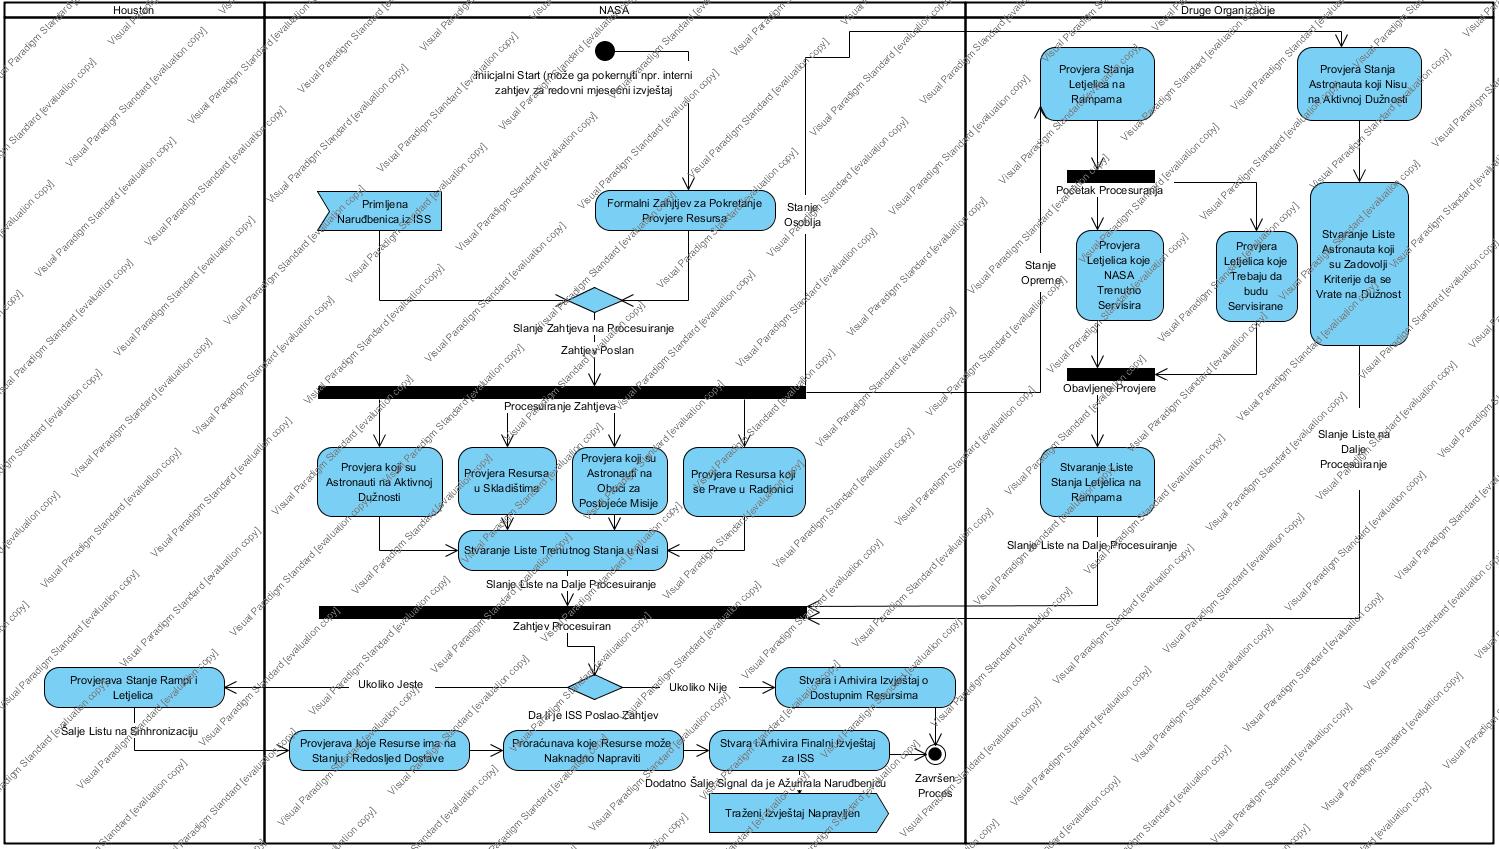 Houston
NASA
Druge Organizacije
Inicjalni Start (može ga pokernuti npr. interni
zahtjev za redovni mjesečni izvještaj
Primljena
Naruđbenica iz ISS
Formalni Zahjtjev za Pokretanje
Provjere Resursa
Stanje
Osoblja
Slanje Zahtjeva na Procesuiranje
Zahtjev Poslan
Procesuiranje Zahtjeva
Provjera koji su
Astronauti na Aktivnoj
Dužnosti
Provjera Resursa
u Skladištima
Provjera koji su
Astronauti na
Obuci za
Postojeće Misije
Provjera Resursa koji
se Prave u Radionici
Stvaranje Liste Trenutnog Stanja u Nasi
Slanje Liste na Dalje Procesuiranje
Zahtjev Procesuiran
Provjera Stanja
Letjelica na
Rampama
Provjera Stanja
Astronauta koji Nisu
na Aktivnoj Dužnosti
Početak Procesuranja
Stanje
Opreme
Provjera
Letjelica koje
NASA
Trenutno
Servisira
Provjera
Letjelica koje
Trebaju da
budu
Servisirane
Stvaranje Liste
Astronauta koji
su Zadovolji
Kriterije da se
Vrate na Dužnost
Obavljene Provjere
Stvaranje Liste
Stanja Letjelica na
Rampama
Slanje Liste na
Dalje
Procesuiranje
Slanje Liste na Dalje Procesuiranje
Provjerava Stanje Rampi i
Letjelica
Ukoliko Jeste
Ukoliko Nije
Stvara i Arhivira Izvještaj o
Dostupnim Resursima
Da li je ISS Poslao Zahtjev
Šalje Listu na Sinhronizaciju
Provjerava koje Resurse ima na
Stanju i Redosljed Dostave
Proraćunava koje Resurse može
Naknadno Napraviti
Stvara i Arhivira Finalni Izvještaj
za ISS
Završen
Proces
Dodatno Šalje Signal da je Ažurirala Naruđbenicu
Traženi Izvještaj Napravljen
Visual Paradigm Standard [evaluation copy]